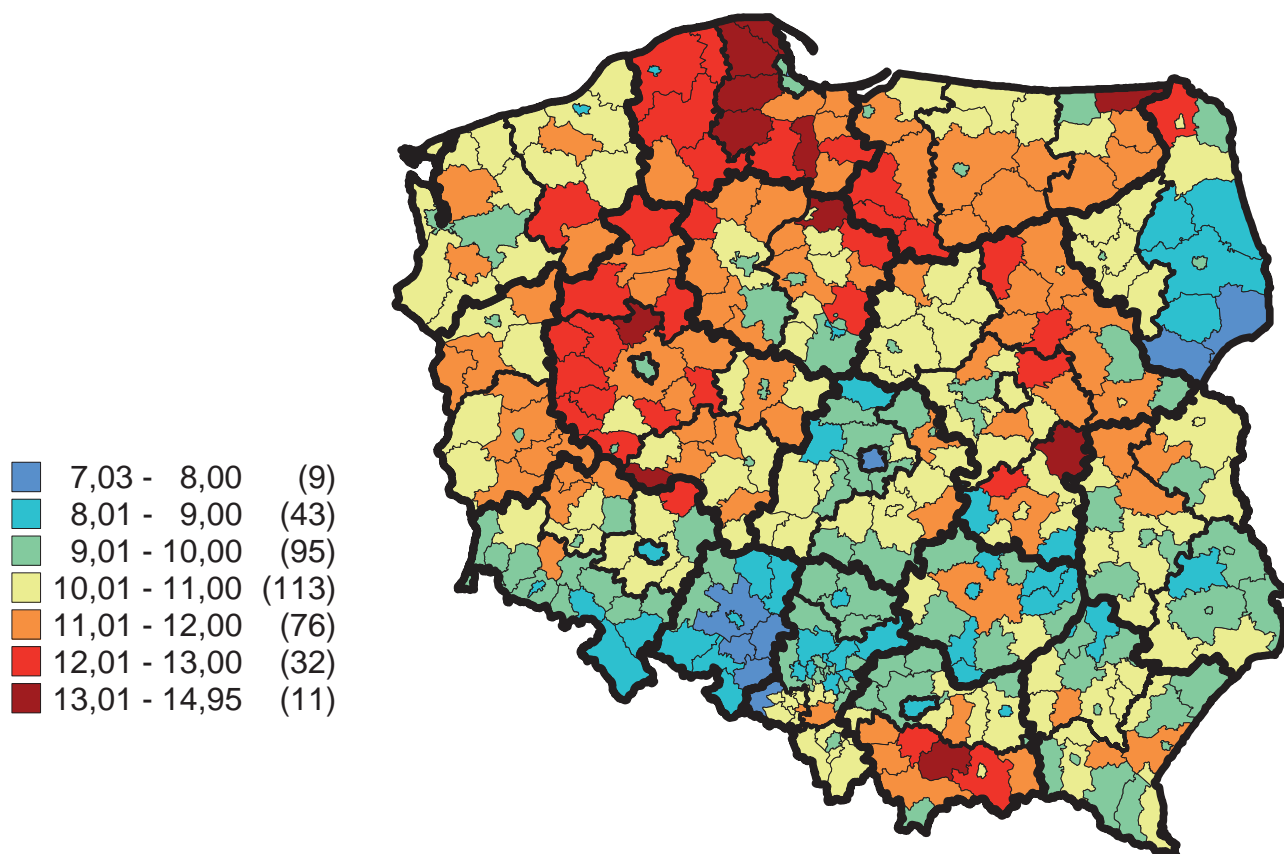 7,03 - 8,00 (9)
8,01 - 9,00 (43)
9,01 - 10,00 (95)
10,01 - 11,00 (113)
11,01 - 12,00 (76)
12,01 - 13,00 (32)
13,01 - 14,95 (11)